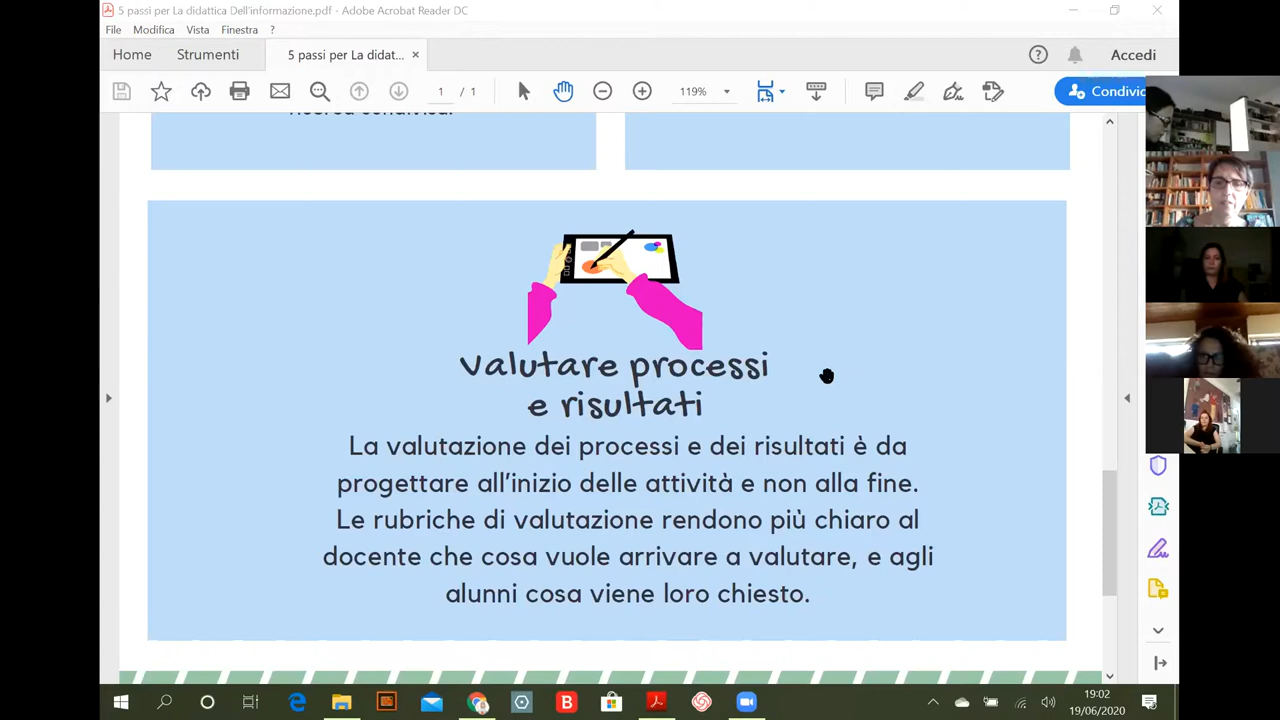 5 passi per La didattica Dell'informazione.pdf - Adobe Acrobat Reader DC
File Modifica Vista Finestra ?
Home Strumenti 5 passi per La didat... × Accedi
1 / 1 119% Condivi
condivisa.
Valutare processi
e risultati
La valutazione dei processi e dei risultati è da
progettare all'inizio delle attività e non alla fine.
Le rubriche di valutazione rendono più chiaro al
docente che cosa vuole arrivare a valutare, e agli
alunni cosa viene loro chiesto.
19:02
19/06/2020